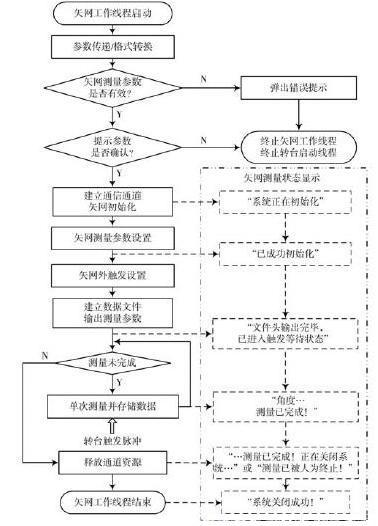 矢网工作线程启动
参数传递/格式转换
矢网测量参数
是否有效?
N
弹出错误提示
Y
提示参数
是否确认?
N
终止矢网工作线程
终止转台启动线程
Y
矢网测量状态显示
建立通信通道
矢网初始化
“系统正在初始化”
矢网测量参数设置
“已成功初始化”
矢网外触发设置
建立数据文件
输出测量参数
“文件头输出完毕,
已进入触发等待状态”
N
测量未完成
Y
单次测量并存储数据
“角度…
测量已完成!”
转台触发脉冲
释放通道资源
“…测量已完成!正在关闭系
统…”或“测量已被人为终止!”
矢网工作线程结束
“系统关闭成功!”